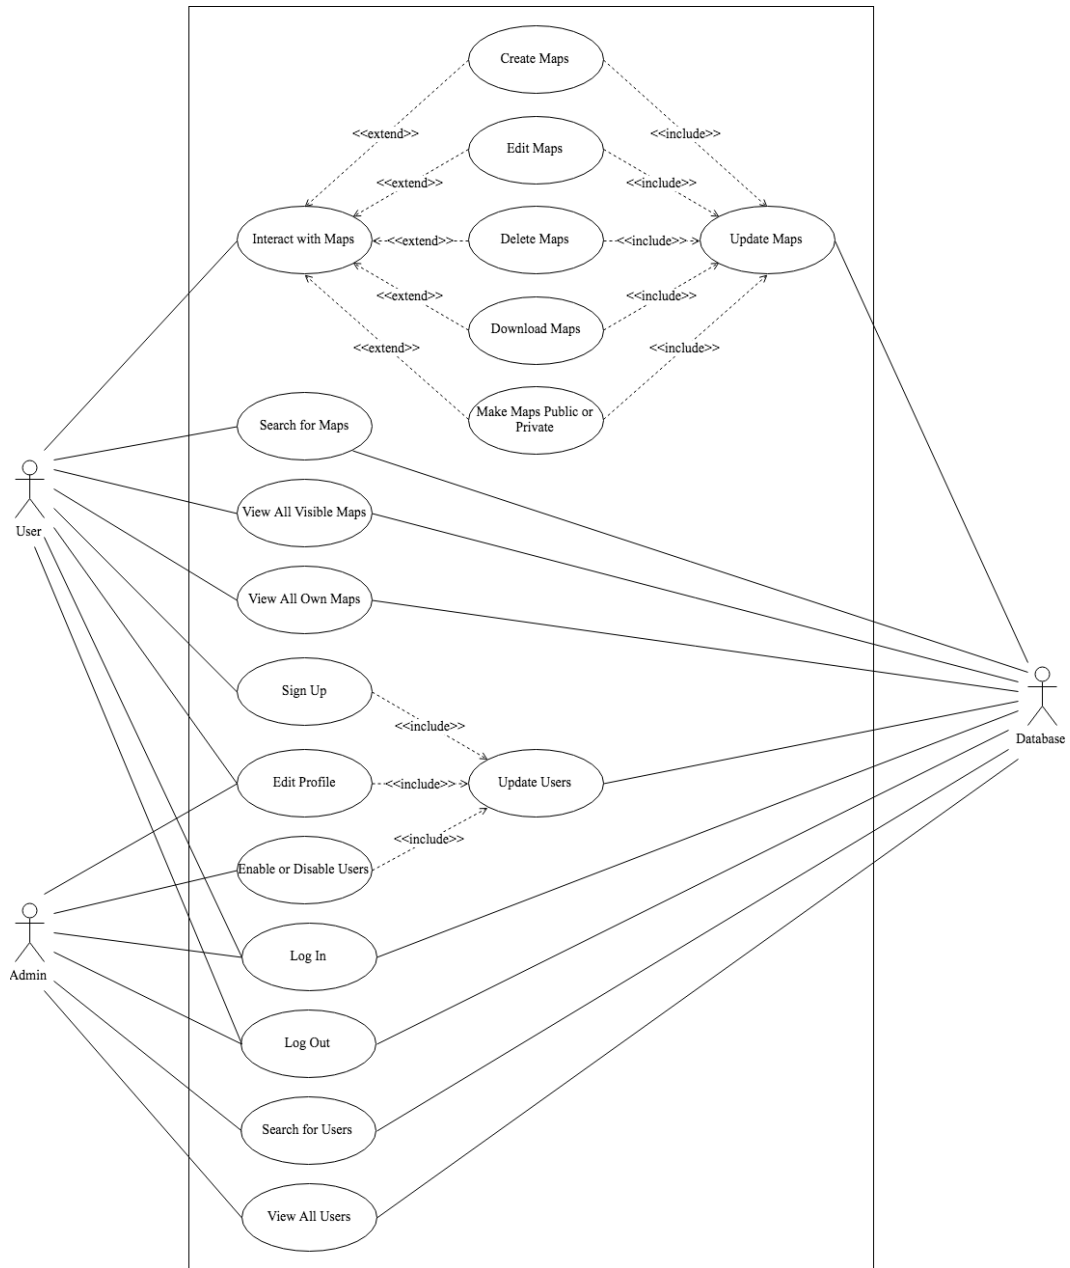 Create Maps
<<extend>>
<<include>>
Edit Maps
<<extend>>
<<include>>
Interact with Maps
<<extend>>
Delete Maps
<<include>>
Update Maps
<<extend>>
<<include>>
Download Maps
<<extend>>
<<include>>
Make Maps Public or
Private
Search for Maps
View All Visible Maps
User
View All Own Maps
Sign Up
<<include>>
Database
Edit Profile
<<include>>
Update Users
<<include>>
Enable or Disable Users
Log In
Admin
Log Out
Search for Users
View All Users